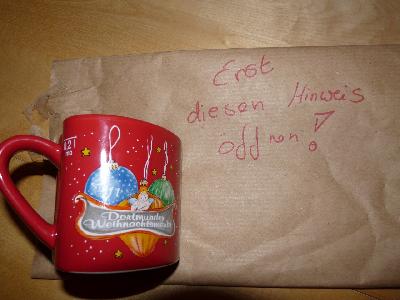 Erst
diesen Hinweis
öffnen!
Dortmunder
Weihnachtsmarkt